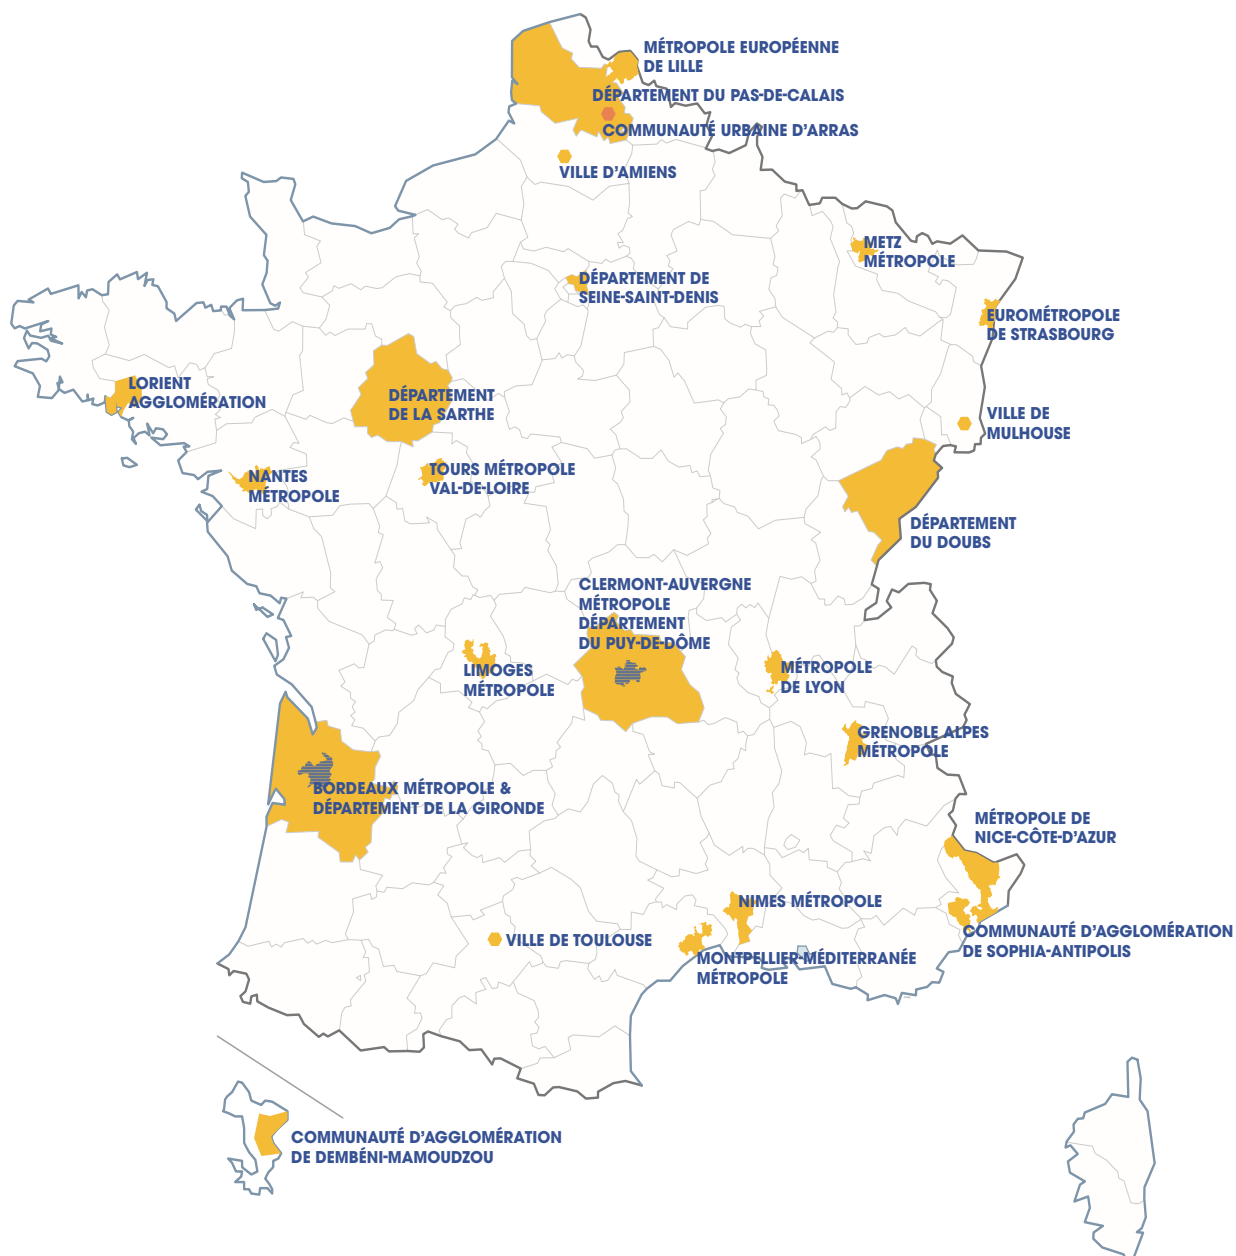 MÉTROPOLE EUROPÉENNE
DE LILLE
DÉPARTEMENT DU PAS-DE-CALAIS
COMMUNAUTÉ URBAINE D'ARRAS
VILLE D'AMIENS
METZ
MÉTROPOLE
DÉPARTEMENT DE
SEINE-SAINT-DENIS
EUROMÉTROPOLE
DE STRASBOURG
LORIENT
AGGLOMÉRATION
DÉPARTEMENT
DE LA SARTHE
VILLE DE
MULHOUSE
NANTES
MÉTROPOLE
TOURS MÉTROPOLE
VAL-DE-LOIRE
DÉPARTEMENT
DU DOUBS
CLERMONT-AUVERGNE
MÉTROPOLE
DÉPARTEMENT
DU PUY-DE-DÔME
LIMOGES
MÉTROPOLE
MÉTROPOLE
DE LYON
GRENOBLE ALPES
MÉTROPOLE
BORDEAUX MÉTROPOLE &
DÉPARTEMENT DE LA GIRONDE
MÉTROPOLE DE
NICE-CÔTE-D'AZUR
NIMES MÉTROPOLE
VILLE DE TOULOUSE
COMMUNAUTÉ D'AGGLOMÉRATION
DE SOPHIA-ANTIPOLIS
MONTPELLIER-MÉDITERRANÉE
MÉTROPOLE
COMMUNAUTÉ D'AGGLOMÉRATION
DE DEMBÉNI-MAMOUDZOU